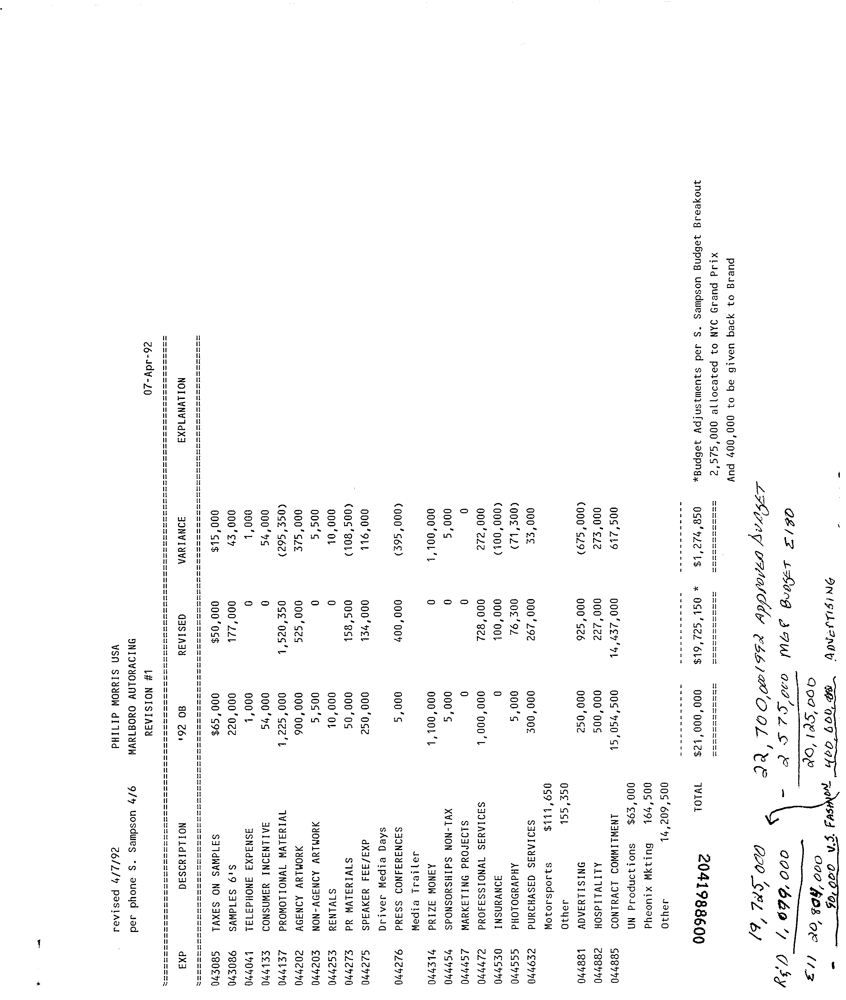 revised 4/7/92 PHILIP MORRIS USA
per phone S. Sampson 4/6 MARLBORO AUTORACING
REVISION #1 07-Apr-92
EXP DESCRIPTION '92 OB REVISED VARIANCE EXPLANATION
043085 TAXES ON SAMPLES $65,000 $50,000 $15,000
043086 SAMPLES 6'S 220,000 177,000 43,000
044041 TELEPHONE EXPENSE 1,000 0 1,000
044133 CONSUMER INCENTIVE 54,000 0 54,000
044137 PROMOTIONAL MATERIAL 1,225,000 1,520,350 (295,350)
044202 AGENCY ARTWORK 900,000 525,000 375,000
044203 NON-AGENCY ARTWORK 5,500 0 5,500
044253 RENTALS 10,000 0 10,000
044273 PR MATERIALS 50,000 158,500 (108,500)
044275 SPEAKER FEE/EXP 250,000 134,000 116,000
Driver Media Days
044276 PRESS CONFERENCES 5,000 400,000 (395,000)
Media Trailer
044314 PRIZE MONEY 1,100,000 0 1,100,000
044454 SPONSORSHIPS NON-TAX 5,000 0 5,000
044457 MARKETING PROJECTS 0 0 0
044472 PROFESSIONAL SERVICES 1,000,000 728,000 272,000
044530 INSURANCE 0 100,000 (100,000)
044555 PHOTOGRAPHY 5,000 76,300 (71,300)
044632 PURCHASED SERVICES 300,000 267,000 33,000
Motorsports $111,650
Other 155,350
044881 ADVERTISING 250,000 925,000 (675,000)
044882 HOSPITALITY 500,000 227,000 273,000
044885 CONTRACT COMMITMENT 15,054,500 14,437,000 617,500
UN Productions $63,000
Pheonix Mkting 164,500
Other 14,209,500
TOTAL $21,000,000 $19,725,150 * $1,274,850 *Budget Adjustments per S. Sampson Budget Breakout
2,575,000 allocated to NYC Grand Prix
And 400,000 to be given back to Brand
2041988600
19,725,000 22,700,00 1992 APPROVED BUDGET
R&D 1,099,000 - 2 575,000 MGP BUDGET E180
20,125,000
E11 20,804,000 400,000 ADVERTISING
- 90,000 U.S. FASHION